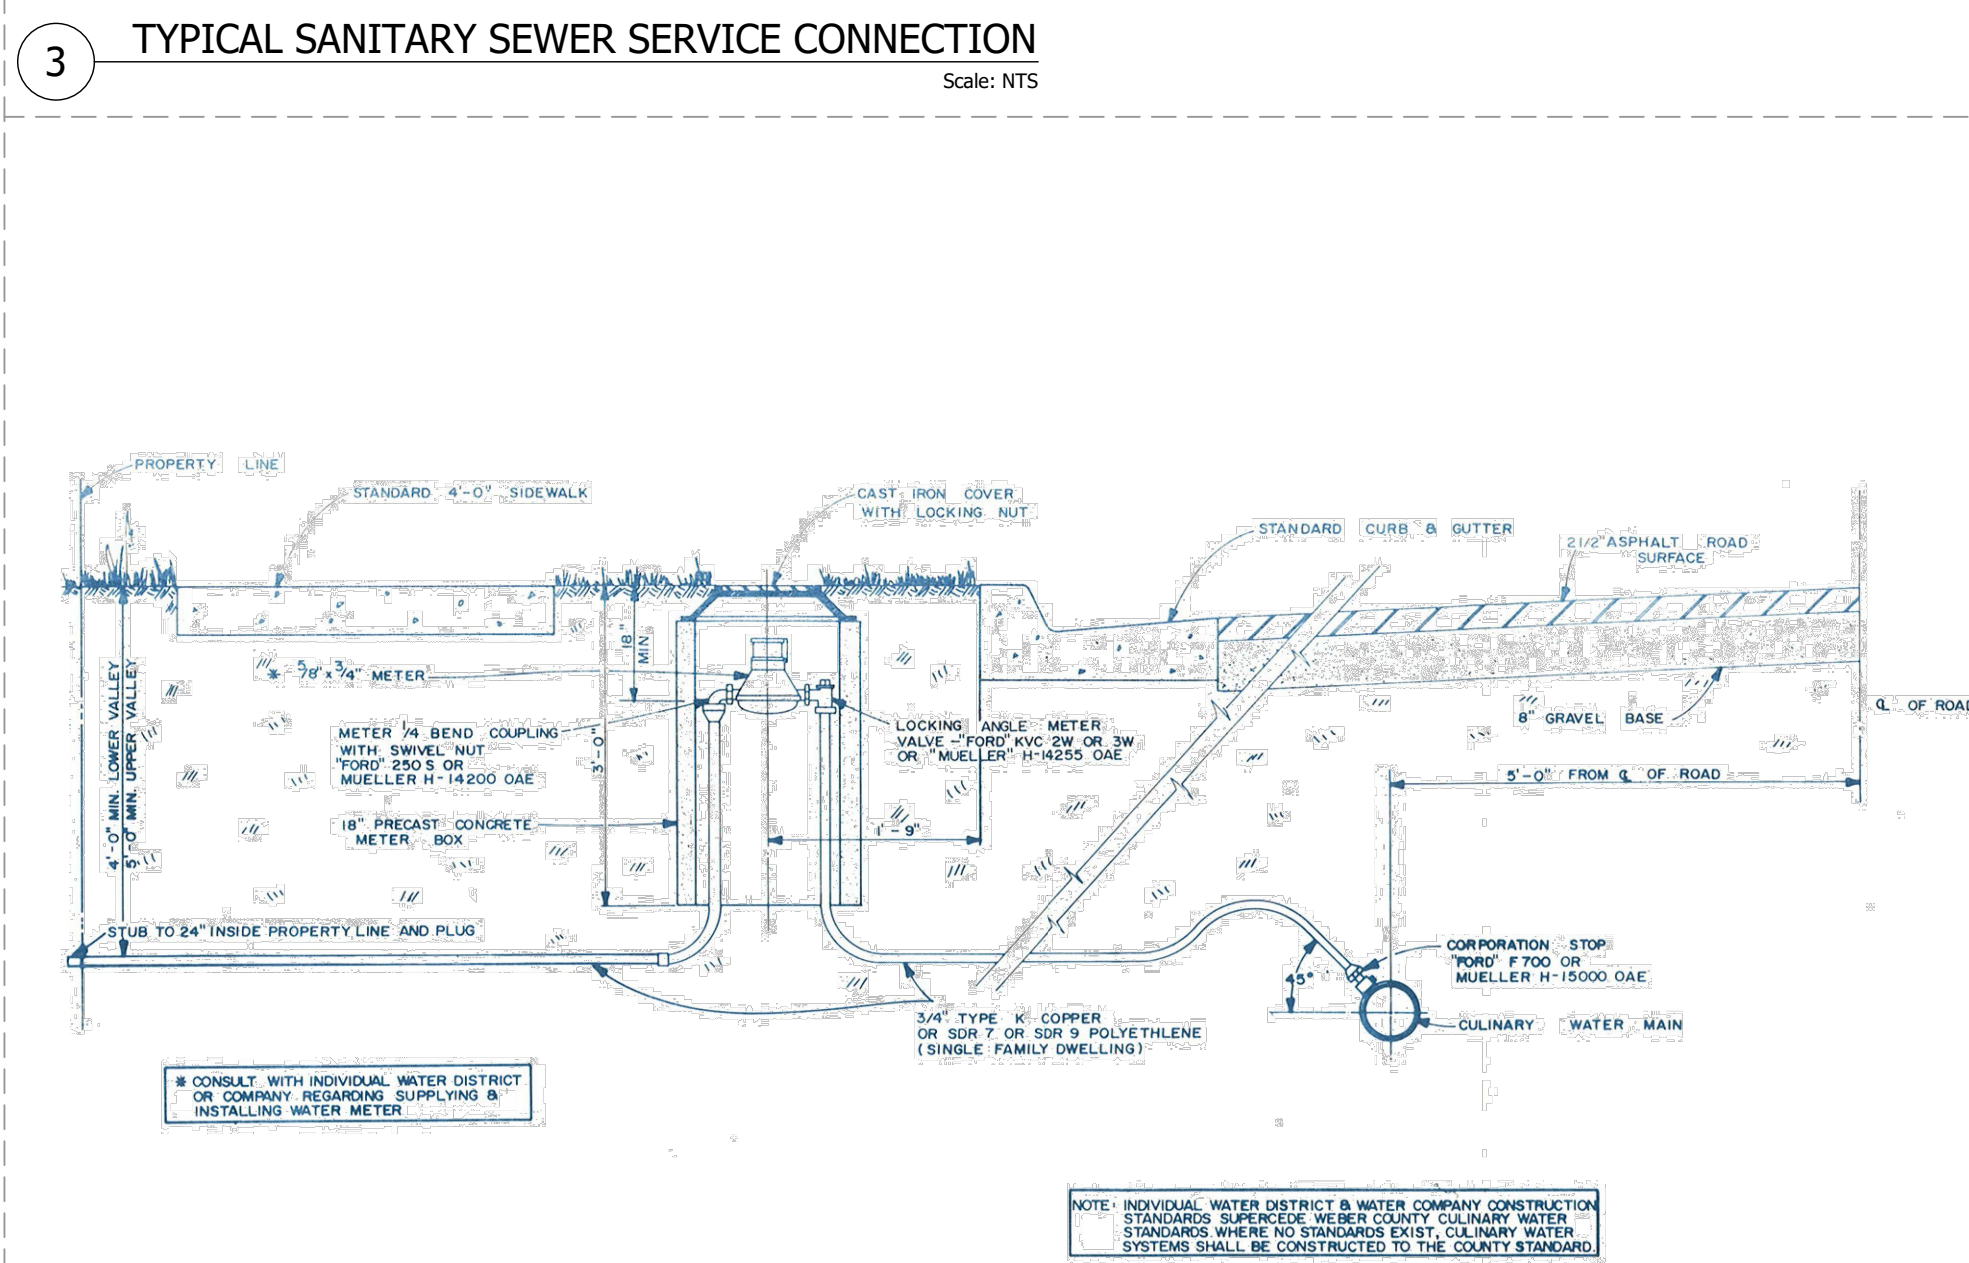 3
TYPICAL SANITARY SEWER SERVICE CONNECTION
Scale: NTS
PROPERTY LINE
STANDARD 4'-0" SIDEWALK
CAST IRON COVER
WITH LOCKING NUT
STANDARD CURB & GUTTER
2 1/2" ASPHALT ROAD
SURFACE
18"
MIN
* 5/8" x 3/4" METER
4'-0" MIN. LOWER VALLEY
5'-0" MIN. UPPER VALLEY
METER 1/4 BEND COUPLING
WITH SWIVEL NUT
"FORD" 250 S OR
MUELLER H-14200 OAE
3'-0"
LOCKING ANGLE METER
VALVE - "FORD" KVC 2W OR 3W
OR "MUELLER" H-14255 OAE
8" GRAVEL BASE
℄ OF ROAD
5'-0" FROM ℄ OF ROAD
18" PRECAST CONCRETE
METER BOX
1'-9"
STUB TO 24" INSIDE PROPERTY LINE AND PLUG
45°
CORPORATION STOP
"FORD" F 700 OR
MUELLER H-15000 OAE
3/4" TYPE K COPPER
OR SDR 7 OR SDR 9 POLYETHLENE
(SINGLE FAMILY DWELLING)
CULINARY WATER MAIN
* CONSULT WITH INDIVIDUAL WATER DISTRICT
OR COMPANY REGARDING SUPPLYING &
INSTALLING WATER METER
NOTE: INDIVIDUAL WATER DISTRICT & WATER COMPANY CONSTRUCTION
STANDARDS SUPERCEDE WEBER COUNTY CULINARY WATER
STANDARDS. WHERE NO STANDARDS EXIST, CULINARY WATER
SYSTEMS SHALL BE CONSTRUCTED TO THE COUNTY STANDARD.